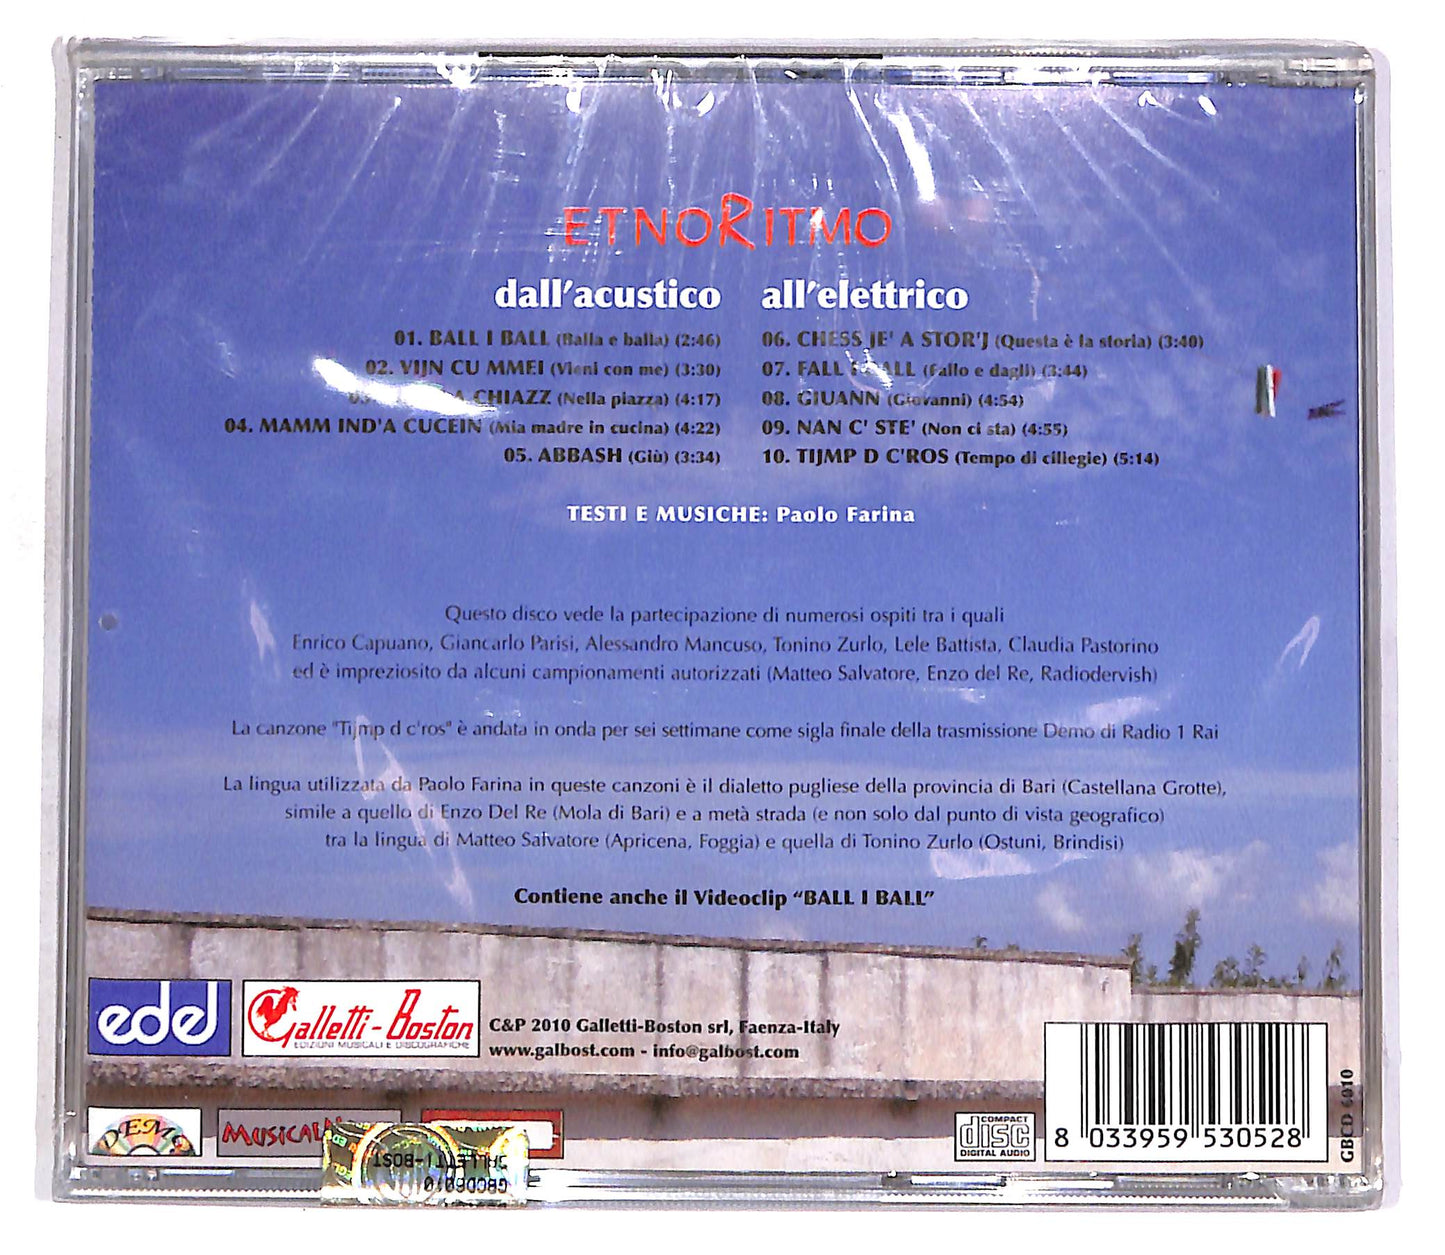 ETNORITMO
dall'acustico
01. BALL I BALL (Balla e balla) (2:46)
02. VIJN CU MMEI (Vieni con me) (3:30)
CHIAZZ (Nella piazza) (4:17)
04. MAMM IND'A CUCEIN (Mia madre in cucina) (4:22)
05. ABBASH (Giù) (3:34)
all'elettrico
06. CHESS JE' A STOR'J (Questa è la storia) (3:40)
07. FALL (Fallo e dagli) (3:44)
08. GIUANN (Giovanni) (4:54)
09. NAN C' STE' (Non ci sta) (4:55)
10. TIJMP D C'ROS (Tempo di ciliegie) (5:14)
TESTI E MUSICHE: Paolo Farina
Questo disco vede la partecipazione di numerosi ospiti tra i quali
Enrico Capuano, Giancarlo Parisi, Alessandro Mancuso, Tonino Zurlo, Lele Battista, Claudia Pastorino
ed è impreziosito da alcuni campionamenti autorizzati (Matteo Salvatore, Enzo del Re, Radiodervish)
La canzone "Tijmp d c'ros" è andata in onda per sei settimane come sigla finale della trasmissione Demo di Radio 1 Rai
La lingua utilizzata da Paolo Farina in queste canzoni è il dialetto pugliese della provincia di Bari (Castellana Grotte),
simile a quello di Enzo Del Re (Mola di Bari) e a metà strada (e non solo dal punto di vista geografico)
tra la lingua di Matteo Salvatore (Apricena, Foggia) e quella di Tonino Zurlo (Ostuni, Brindisi)
Contiene anche il Videoclip “BALL I BALL”
edel
Galletti-Boston
EDIZIONI MUSICALI E DISCOGRAFICHE
C&P 2010 Galletti-Boston srl, Faenza-Italy
www.galbost.com - info@galbost.com
DEMO
COMPACT
disc
DIGITAL AUDIO
8 033959 530528
GBCD 6010
GALLETTI-BOST
GBCD6010